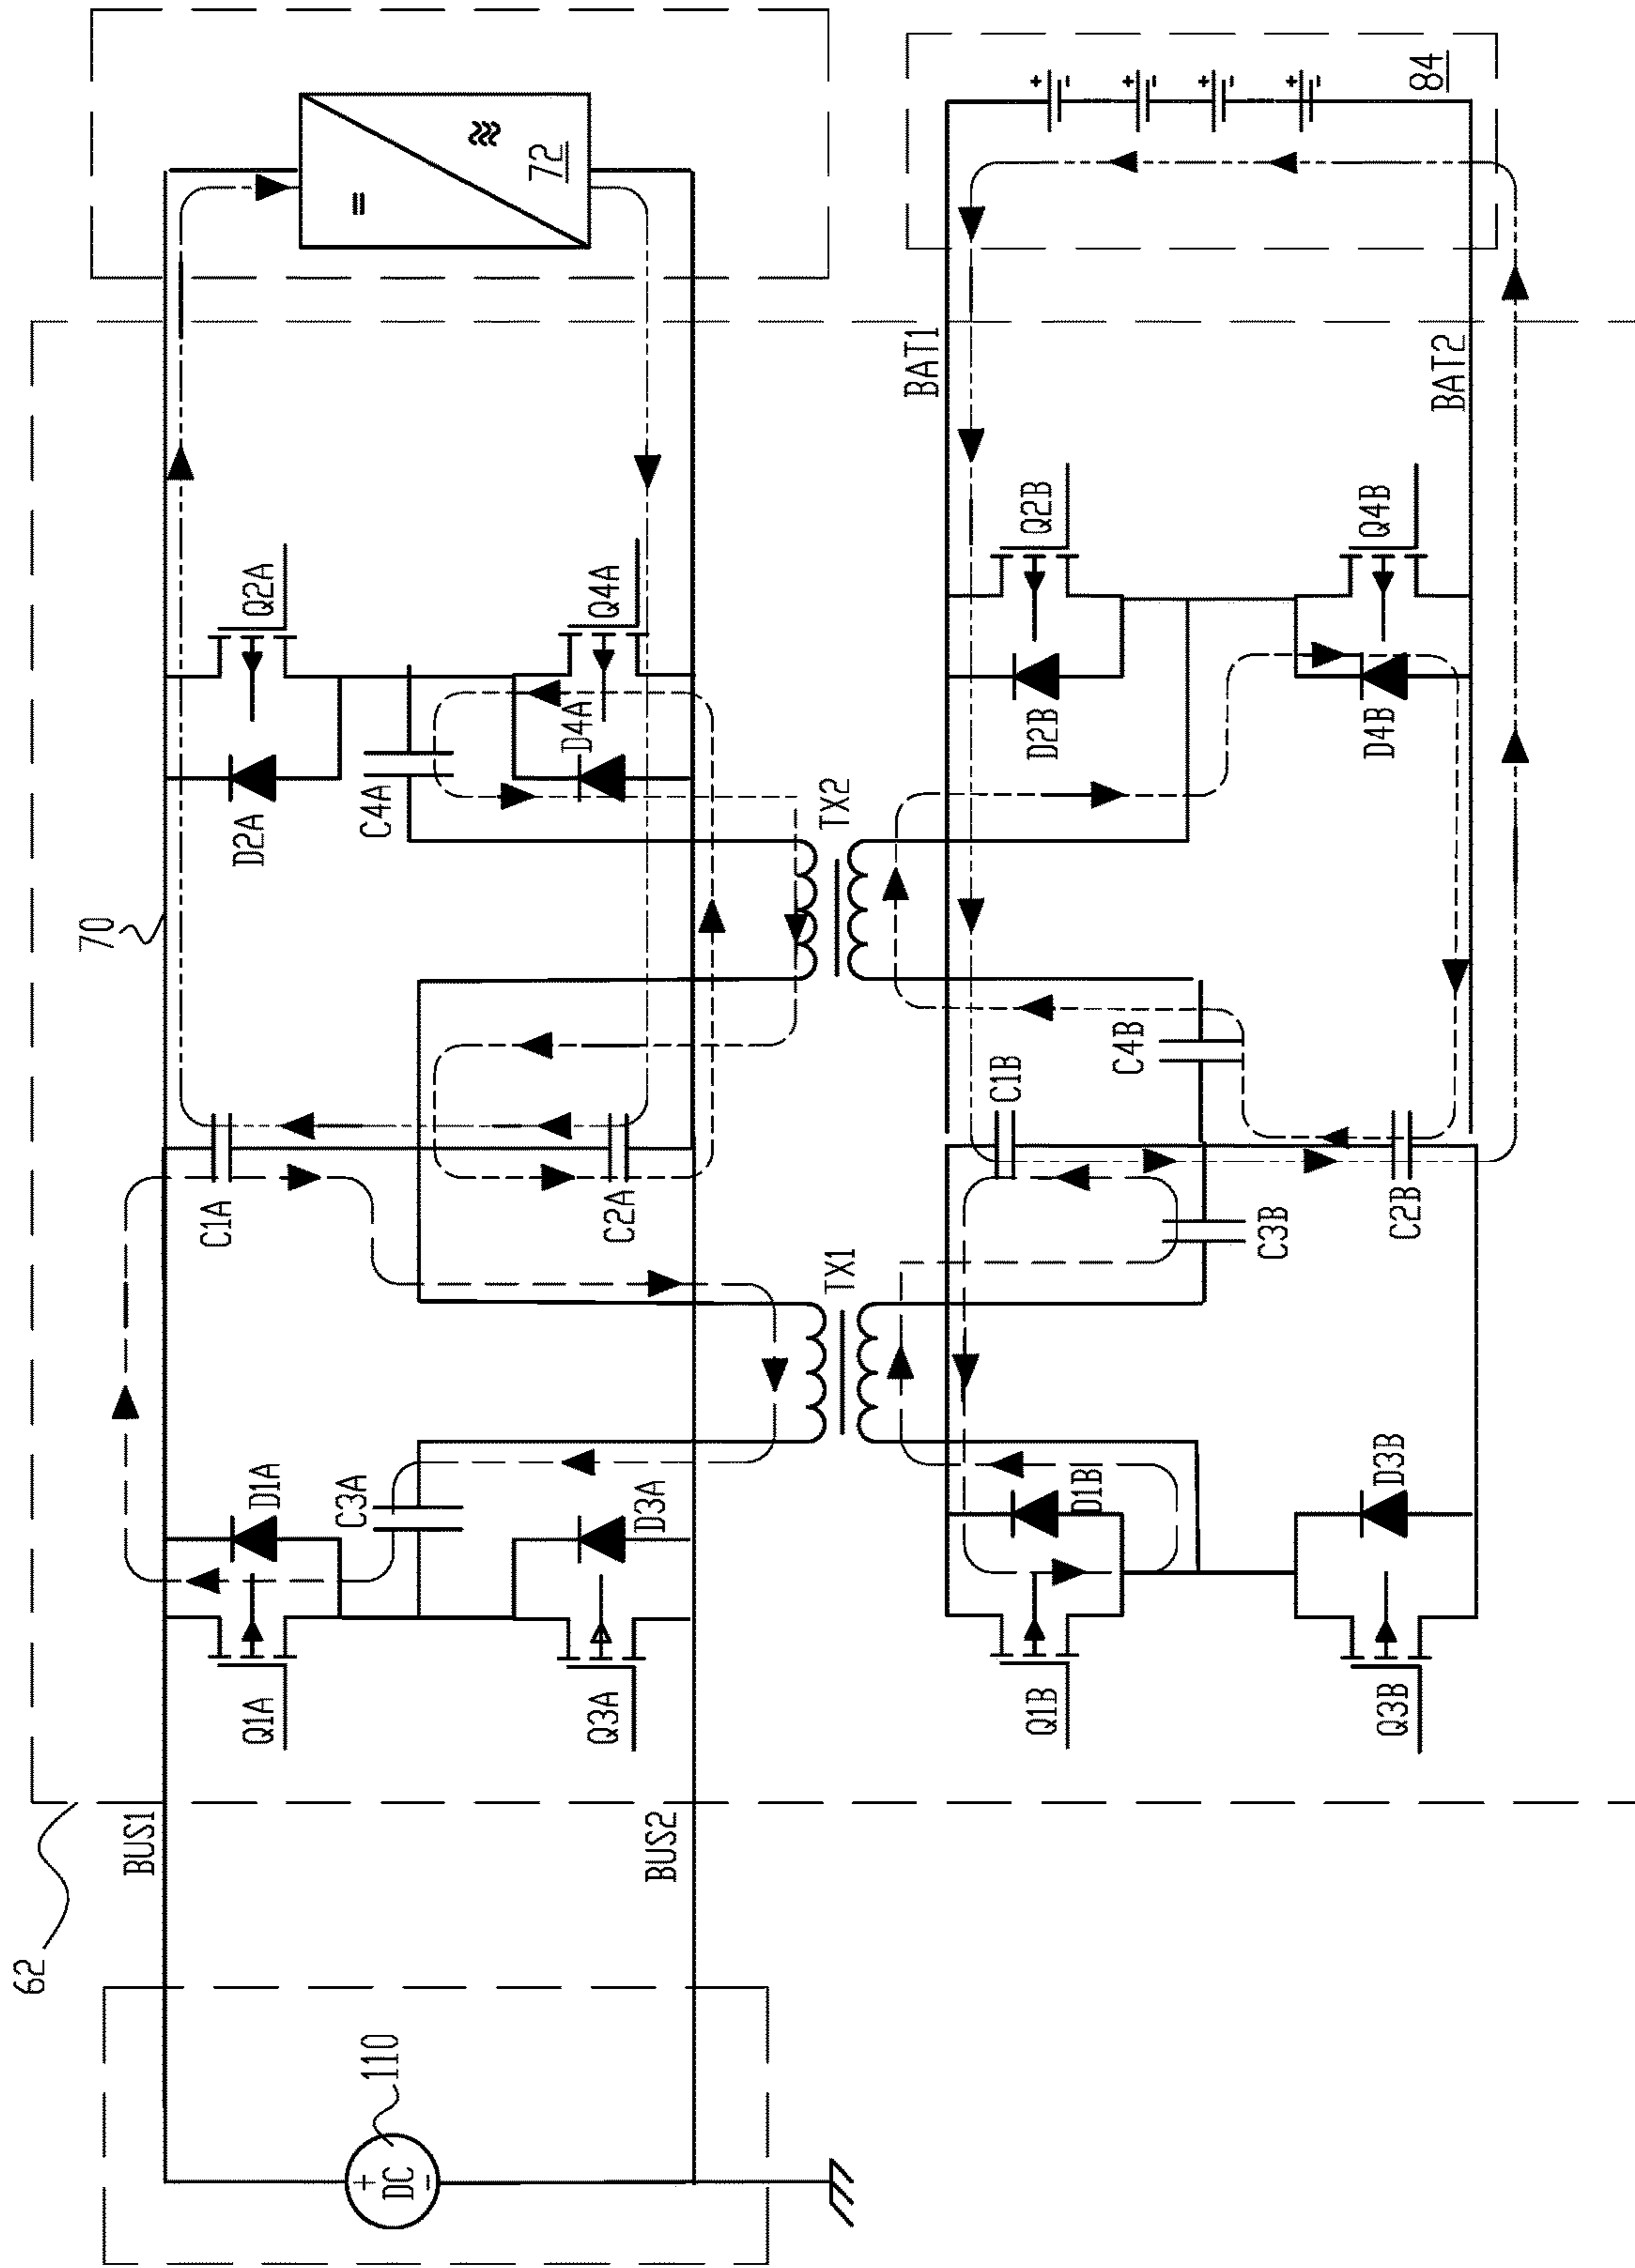 62
110
+
DC
-
BUS1
BUS2
Q1A
D1A
C3A
Q3A
D3A
C1A
C2A
70
D2A
Q2A
C4A
D4A
Q4A
=
72
TX1
TX2
Q1B
D1B
Q3B
D3B
C3B
C1B
C2B
C4B
D2B
Q2B
D4B
Q4B
BAT1
BAT2
+
-
+
-
+
-
+
-
84